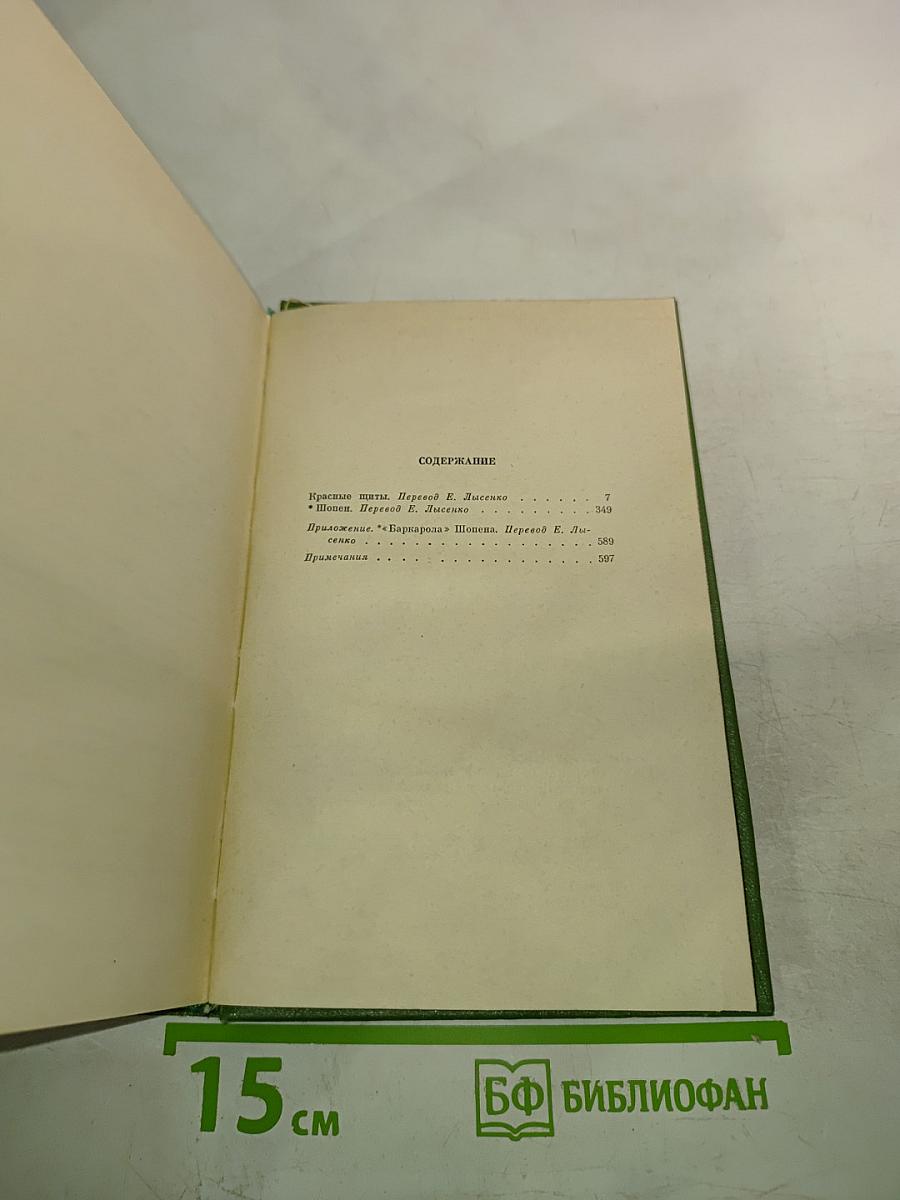 СОДЕРЖАНИЕ
Красные щиты. Перевод Е. Лысенко . . . . . . 7
* Шопен. Перевод Е. Лысенко . . . . . . . . . 349
Приложение. *«Баркарола» Шопена. Перевод Е. Лы-
сенко . . . . . . . . . . . . . . . . . . 589
Примечания . . . . . . . . . . . . . . . . 597
15 см
БФ БИБЛИОФАН